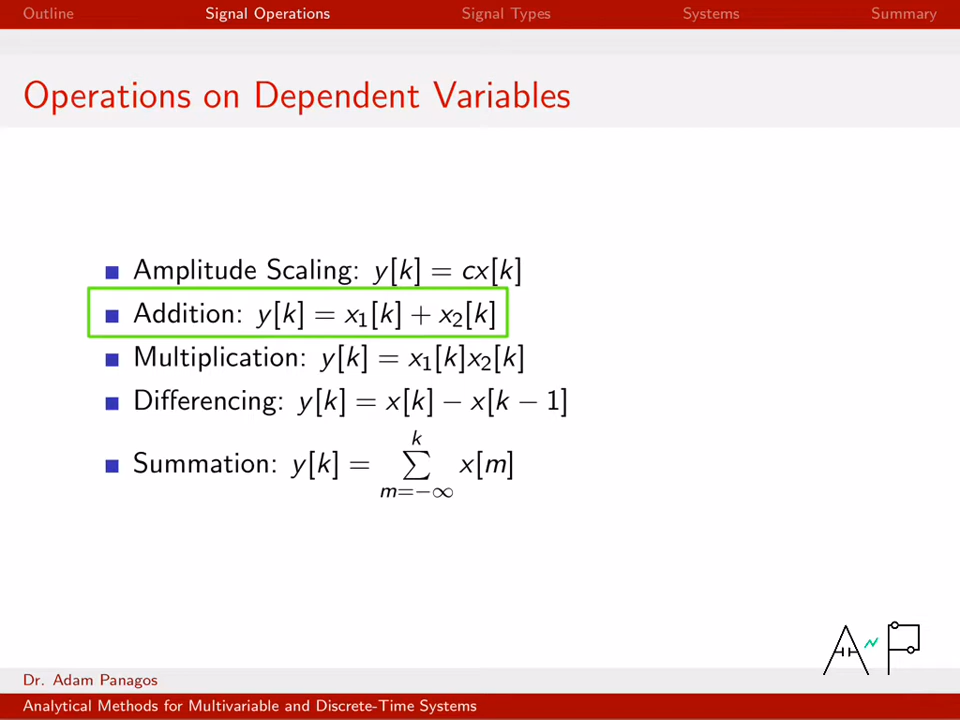 Outline Signal Operations Signal Types Systems Summary
Operations on Dependent Variables
Amplitude Scaling: y[k] = cx[k]
Addition: y[k] = x₁[k] + x₂[k]
Multiplication: y[k] = x₁[k]x₂[k]
Differencing: y[k] = x[k] − x[k − 1]
Summation: y[k] = ∑_{m=−∞}^{k} x[m]
AP
Dr. Adam Panagos
Analytical Methods for Multivariable and Discrete-Time Systems